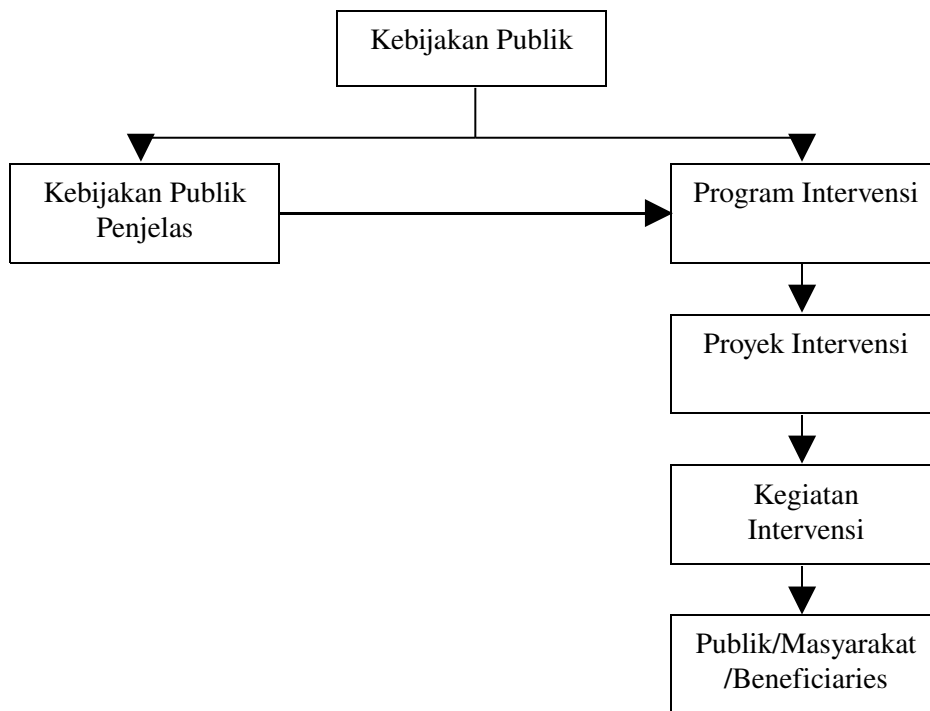 Kebijakan Publik
Kebijakan Publik
Penjelas
Program Intervensi
Proyek Intervensi
Kegiatan
Intervensi
Publik/Masyarakat
/Beneficiaries